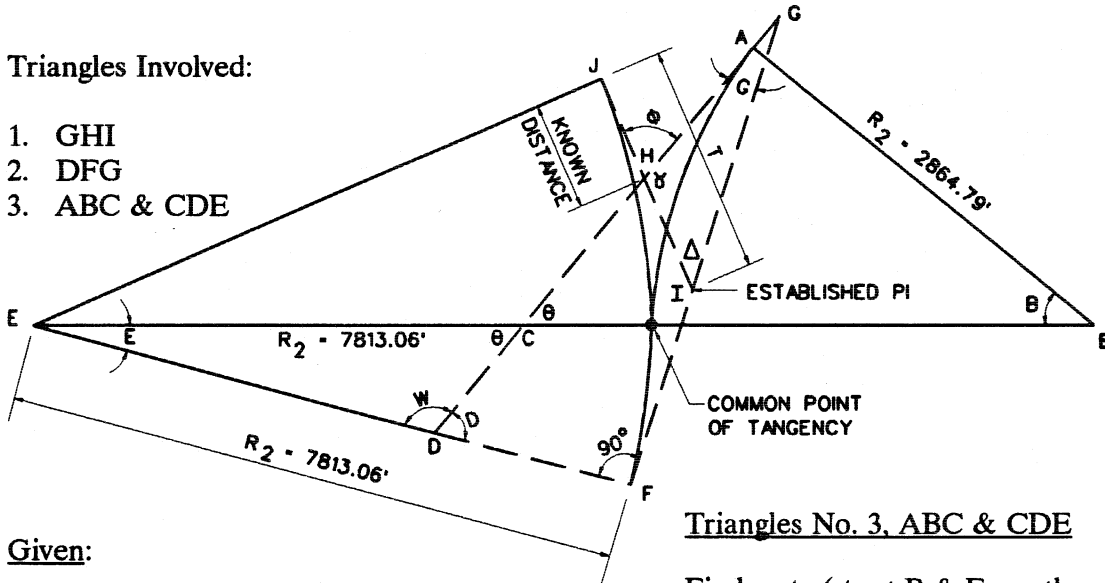 Triangles Involved:
1. GHI
2. DFG
3. ABC & CDE
G
A
J
G
ϕ
KNOWN
DISTANCE
H
γ
T
R₂ = 2864.79'
Δ
I
ESTABLISHED PI
E
E
θ
θ
C
R₂ = 7813.06'
B
W
D
D
COMMON POINT
OF TANGENCY
90°
R₂ = 7813.06'
F
Triangles No. 3, ABC & CDE
Given: